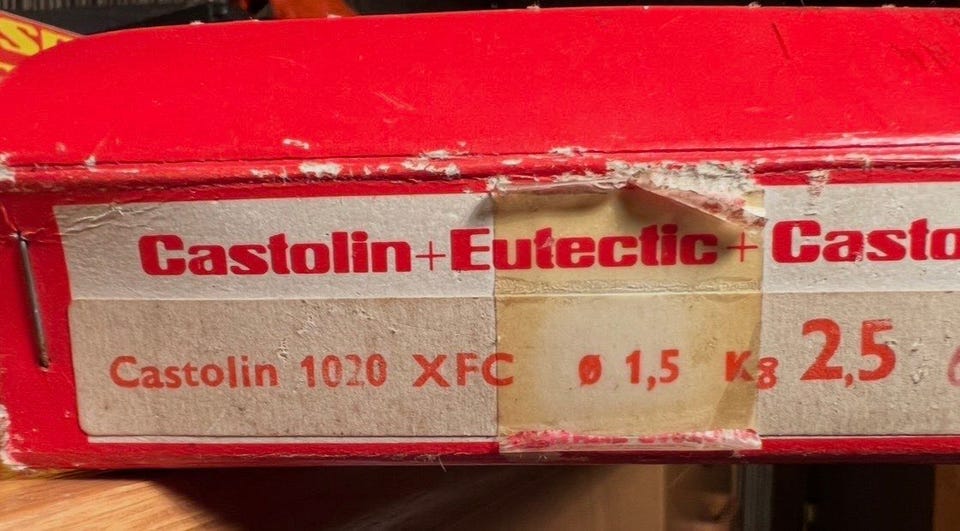 Castolin+Eutectic+Casto
Castolin 1020 XFC ø 1,5 Kg 2,5